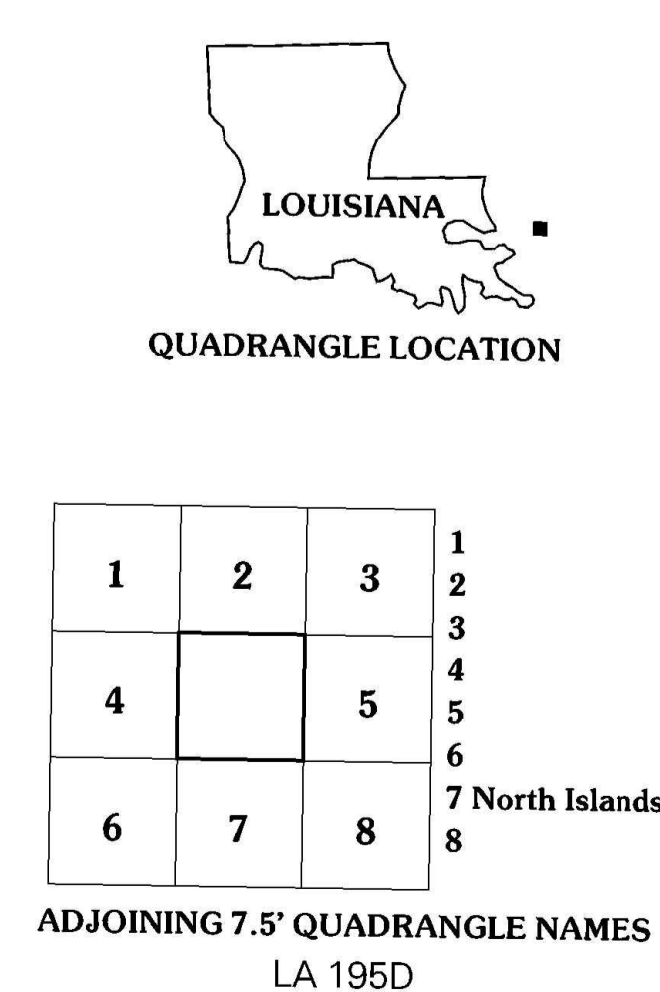 LOUISIANA
QUADRANGLE LOCATION
1 2 3
4 5
6 7 8
1
2
3
4
5
6
7 North Islands
8
ADJOINING 7.5' QUADRANGLE NAMES
LA 195D